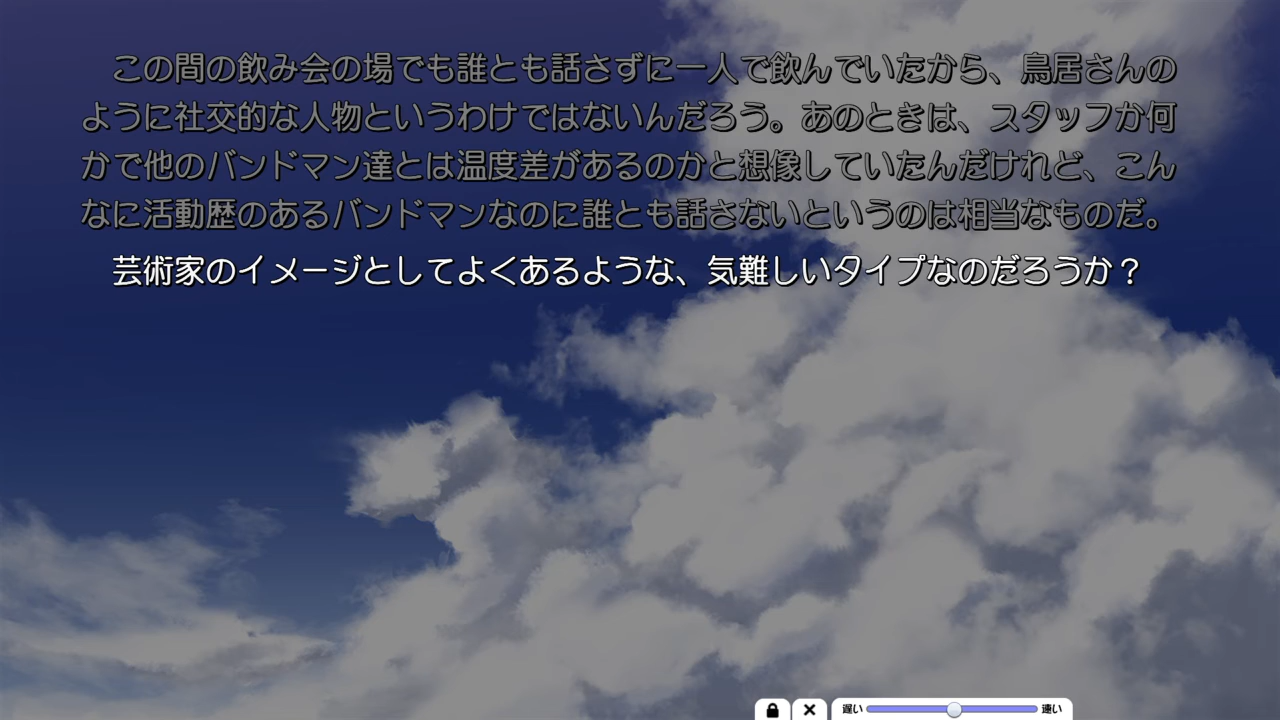 この間の飲み会の場でも誰とも話さずに一人で飲んでいたから、鳥居さんの
ように社交的な人物というわけではないんだろう。あのときは、スタッフか何
かで他のバンドマン達とは温度差があるのかと想像していたんだけれど、こん
なに活動歴のあるバンドマンなのに誰とも話さないというのは相当なものだ。
芸術家のイメージとしてよくあるような、気難しいタイプなのだろうか？
遅い 速い